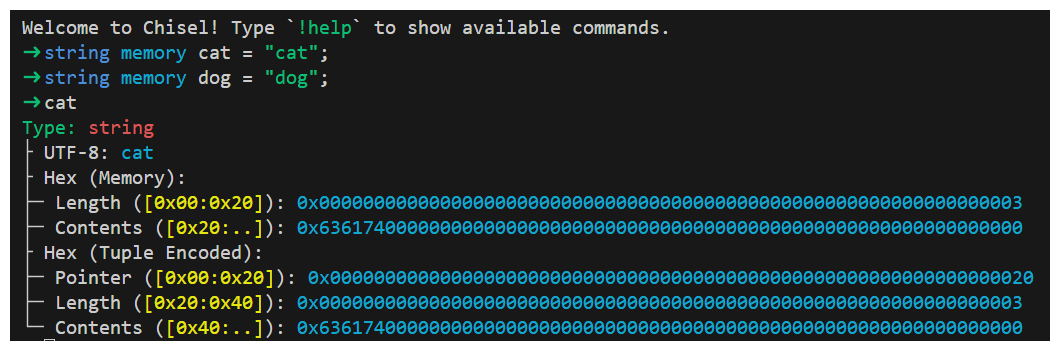 Welcome to Chisel! Type `!help` to show available commands.
➜ string memory cat = "cat";
➜ string memory dog = "dog";
➜ cat
Type: string
├ UTF-8: cat
├ Hex (Memory):
├─ Length ([0x00:0x20]): 0x0000000000000000000000000000000000000000000000000000000000000003
├─ Contents ([0x20:..]): 0x6361740000000000000000000000000000000000000000000000000000000000
├ Hex (Tuple Encoded):
├─ Pointer ([0x00:0x20]): 0x0000000000000000000000000000000000000000000000000000000000000020
├─ Length ([0x20:0x40]): 0x0000000000000000000000000000000000000000000000000000000000000003
└─ Contents ([0x40:..]): 0x6361740000000000000000000000000000000000000000000000000000000000